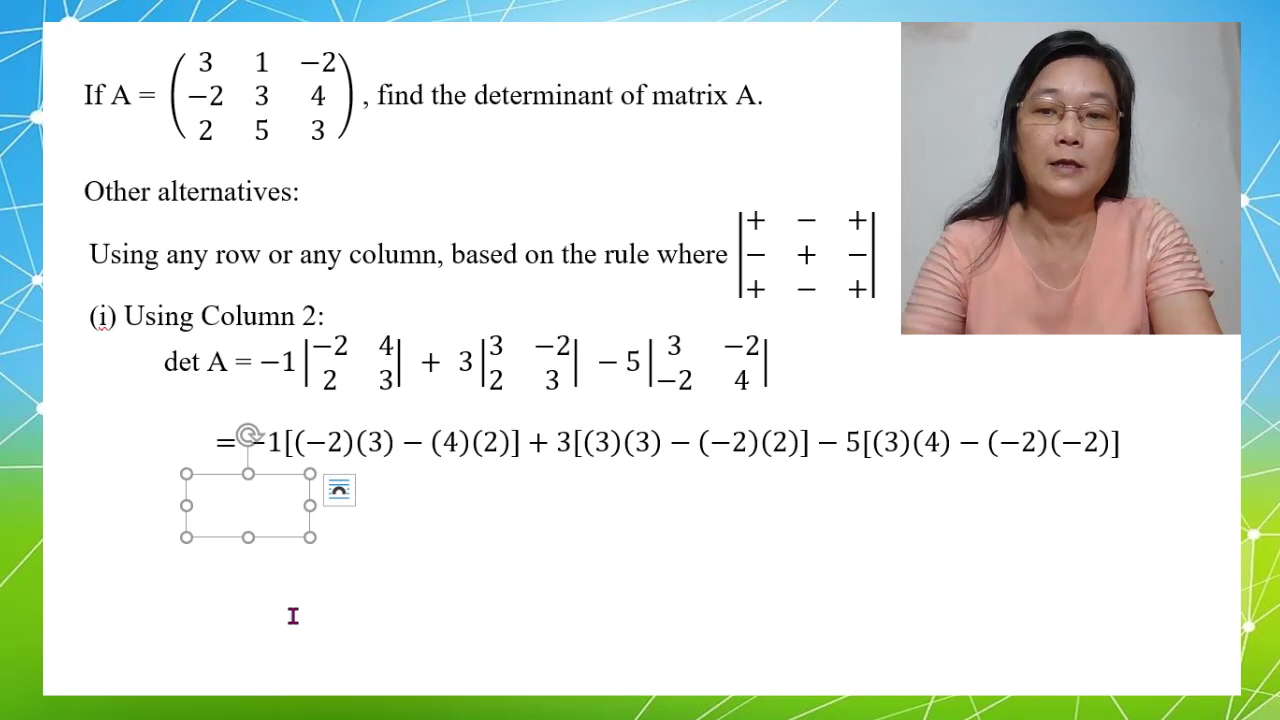 If A = ( 3 1 −2
−2 3 4
2 5 3 ) , find the determinant of matrix A.
Other alternatives:
Using any row or any column, based on the rule where |+ − +|
|− + −|
|+ − +|
(i) Using Column 2:
det A = −1 |−2 4| + 3 |3 −2| − 5 |3 −2|
|2 3| |2 3| |−2 4|
= −1[(−2)(3) − (4)(2)] + 3[(3)(3) − (−2)(2)] − 5[(3)(4) − (−2)(−2)]